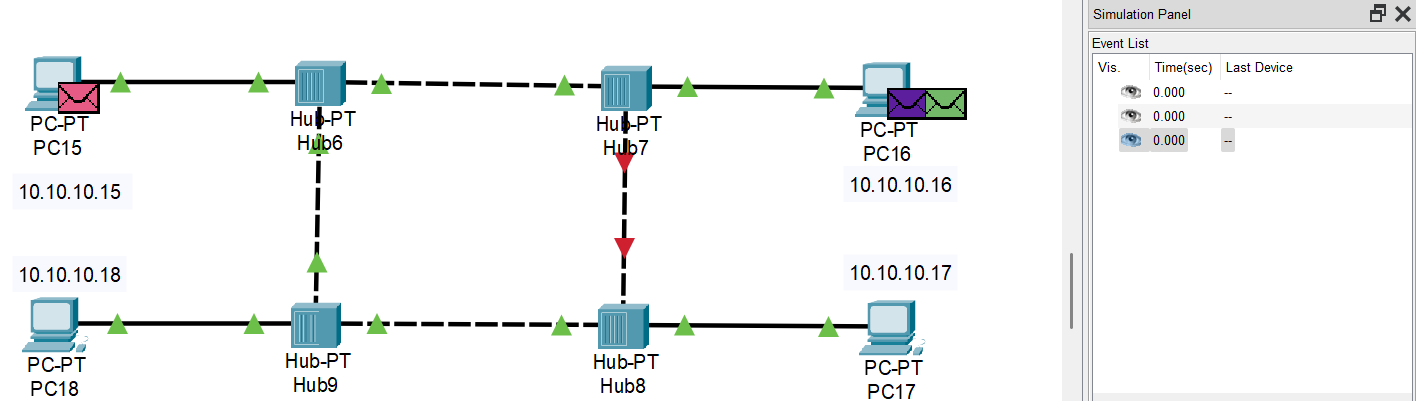 Simulation Panel
Event List
Vis. Time(sec) Last Device
0.000 --
0.000 --
0.000 --
PC-PT
PC15
Hub-PT
Hub6
Hub-PT
Hub7
PC-PT
PC16
10.10.10.15
10.10.10.16
10.10.10.18
10.10.10.17
PC-PT
PC18
Hub-PT
Hub9
Hub-PT
Hub8
PC-PT
PC17